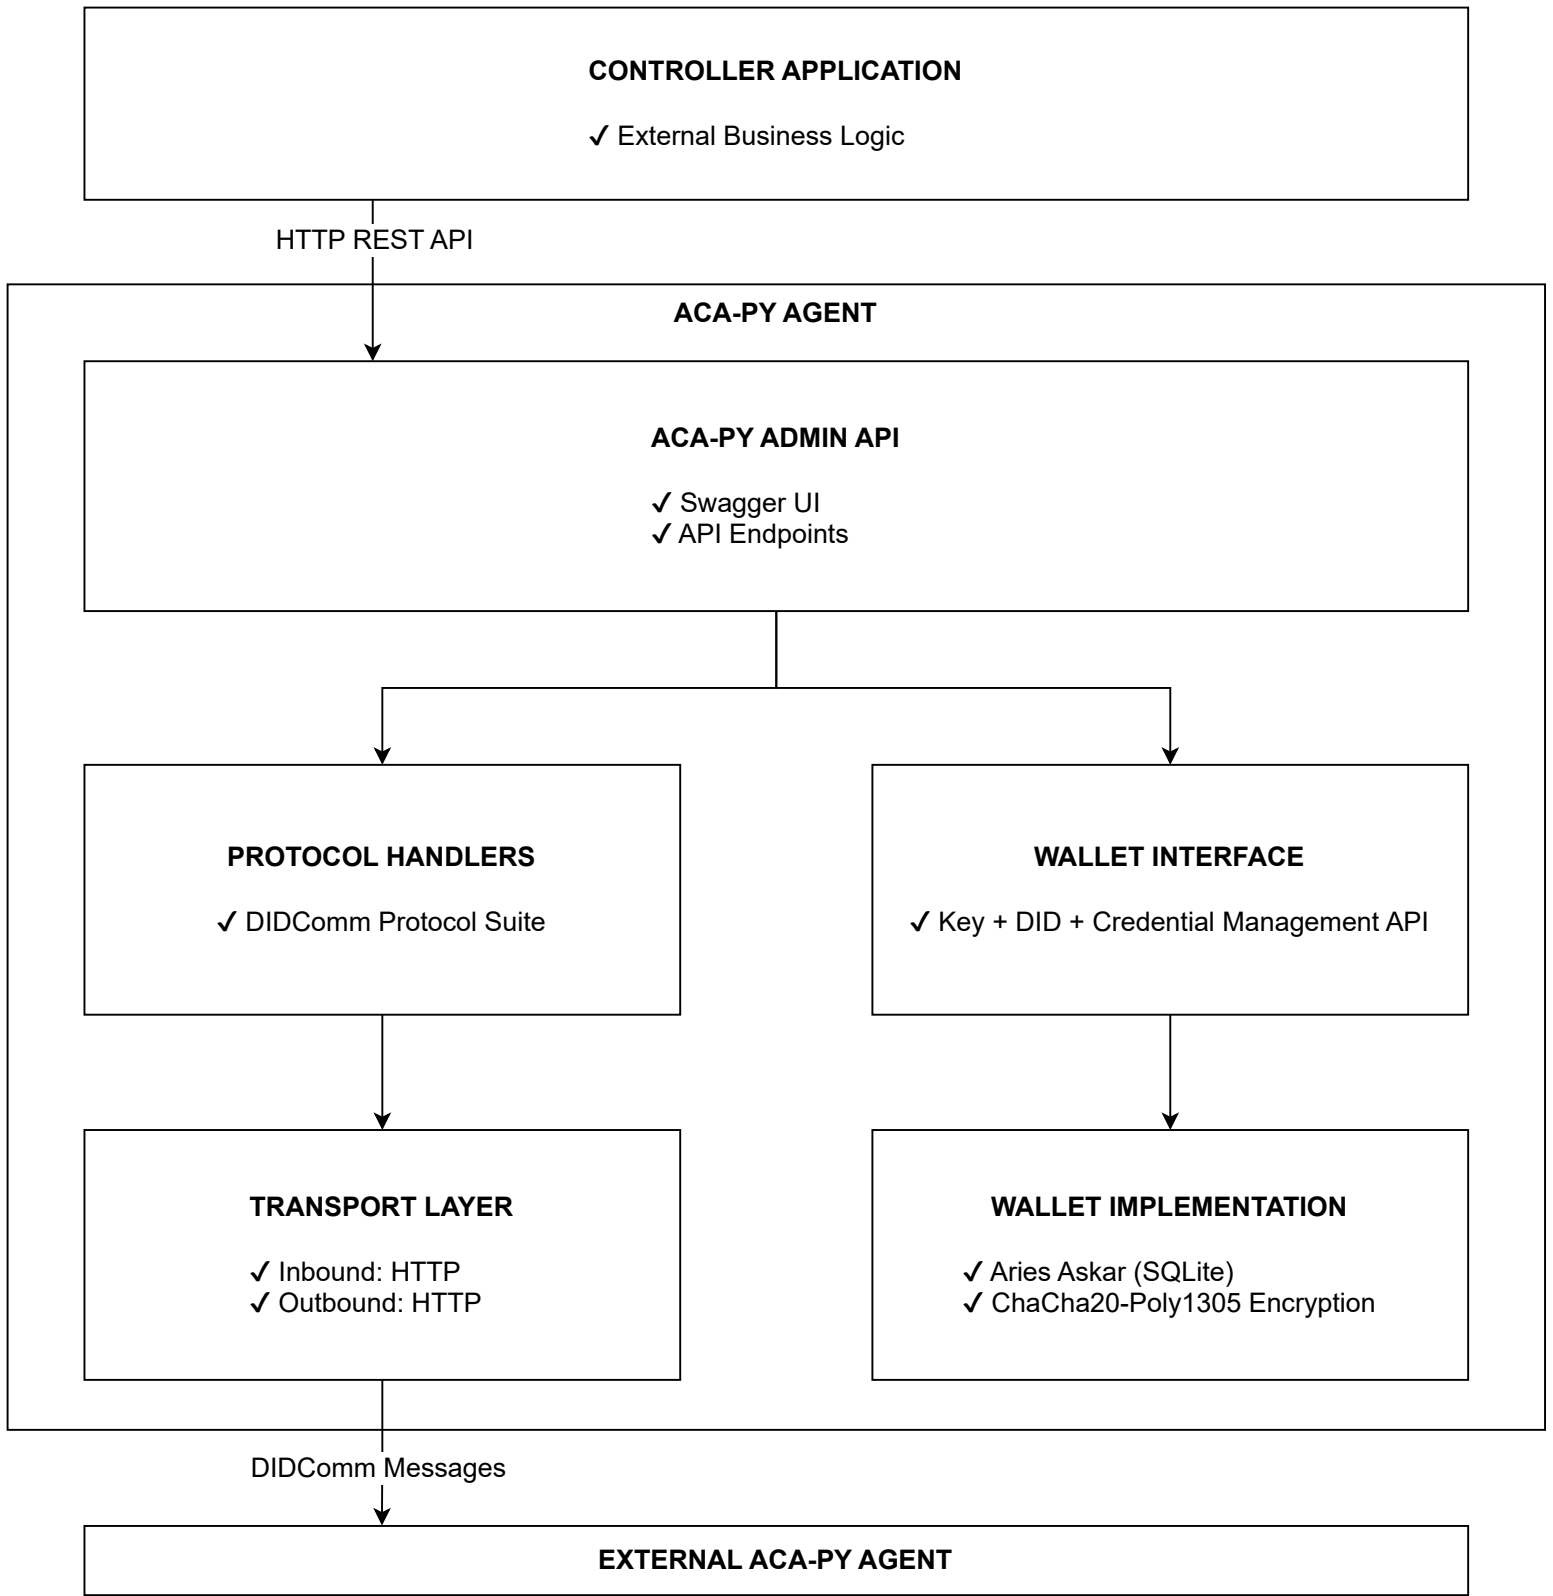 CONTROLLER APPLICATION
✓ External Business Logic
HTTP REST API
ACA-PY AGENT
ACA-PY ADMIN API
✓ Swagger UI
✓ API Endpoints
PROTOCOL HANDLERS
✓ DIDComm Protocol Suite
WALLET INTERFACE
✓ Key + DID + Credential Management API
TRANSPORT LAYER
✓ Inbound: HTTP
✓ Outbound: HTTP
WALLET IMPLEMENTATION
✓ Aries Askar (SQLite)
✓ ChaCha20-Poly1305 Encryption
DIDComm Messages
EXTERNAL ACA-PY AGENT